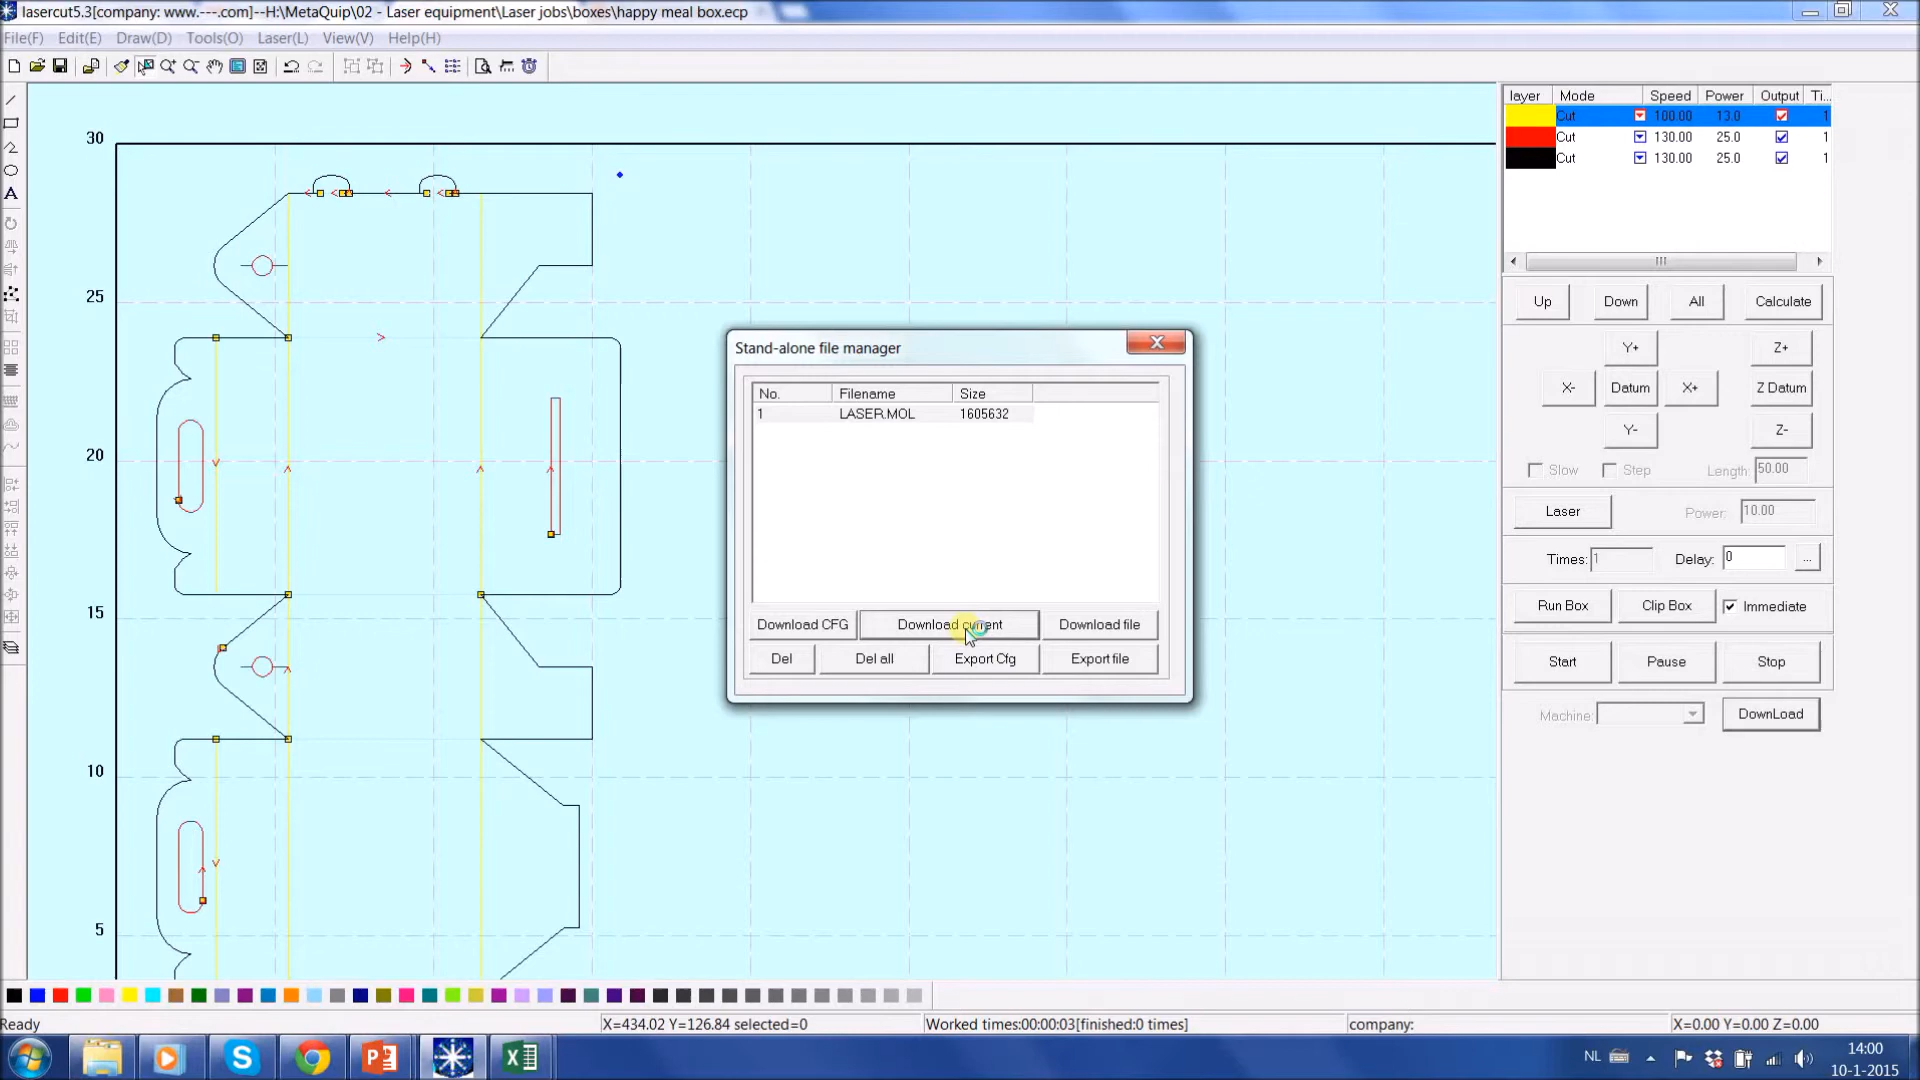 lasercut5.3[company: www.---.com]--H:\MetaQuip\02 - Laser equipment\Laser jobs\boxes\happy meal box.ecp
File(F) Edit(E) Draw(D) Tools(O) Laser(L) View(V) Help(H)
layer Mode Speed Power Output Ti...
Cut 100.00 13.0 1
Cut 130.00 25.0 1
Cut 130.00 25.0 1
30
25
20
15
10
5
Stand-alone file manager
No. Filename Size
1 LASER.MOL 1605632
Download CFG Download current Download file
Del Del all Export Cfg Export file
Up Down All Calculate
Y+ Z+
X- Datum X+ Z Datum
Y- Z-
Slow Step Length: 50.00
Laser Power: 10.00
Times: 1 Delay: 0 ...
Run Box Clip Box Immediate
Start Pause Stop
Machine: DownLoad
Ready X=434.02 Y=126.84 selected=0 Worked times:00:00:03[finished:0 times] company: X=0.00 Y=0.00 Z=0.00
NL 14:00
10-1-2015